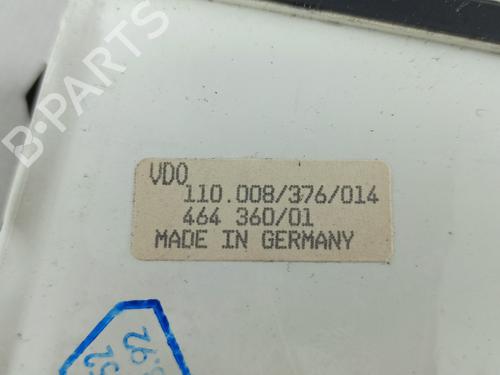 B-PARTS
VDO
110.008/376/014
464 360/01
MADE IN GERMANY